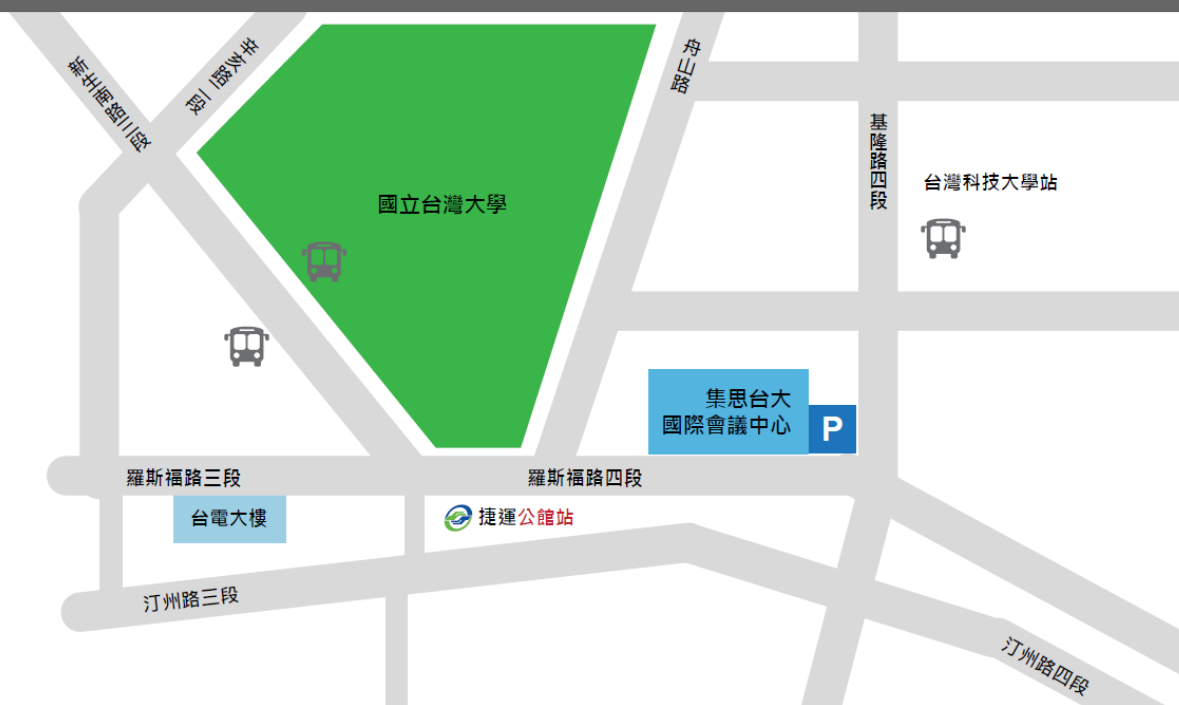 新生南路三段
辛亥路一段
舟山路
基隆路四段
台灣科技大學站
國立台灣大學
集思台大
國際會議中心
P
羅斯福路三段
羅斯福路四段
台電大樓
捷運公館站
汀州路三段
汀州路四段